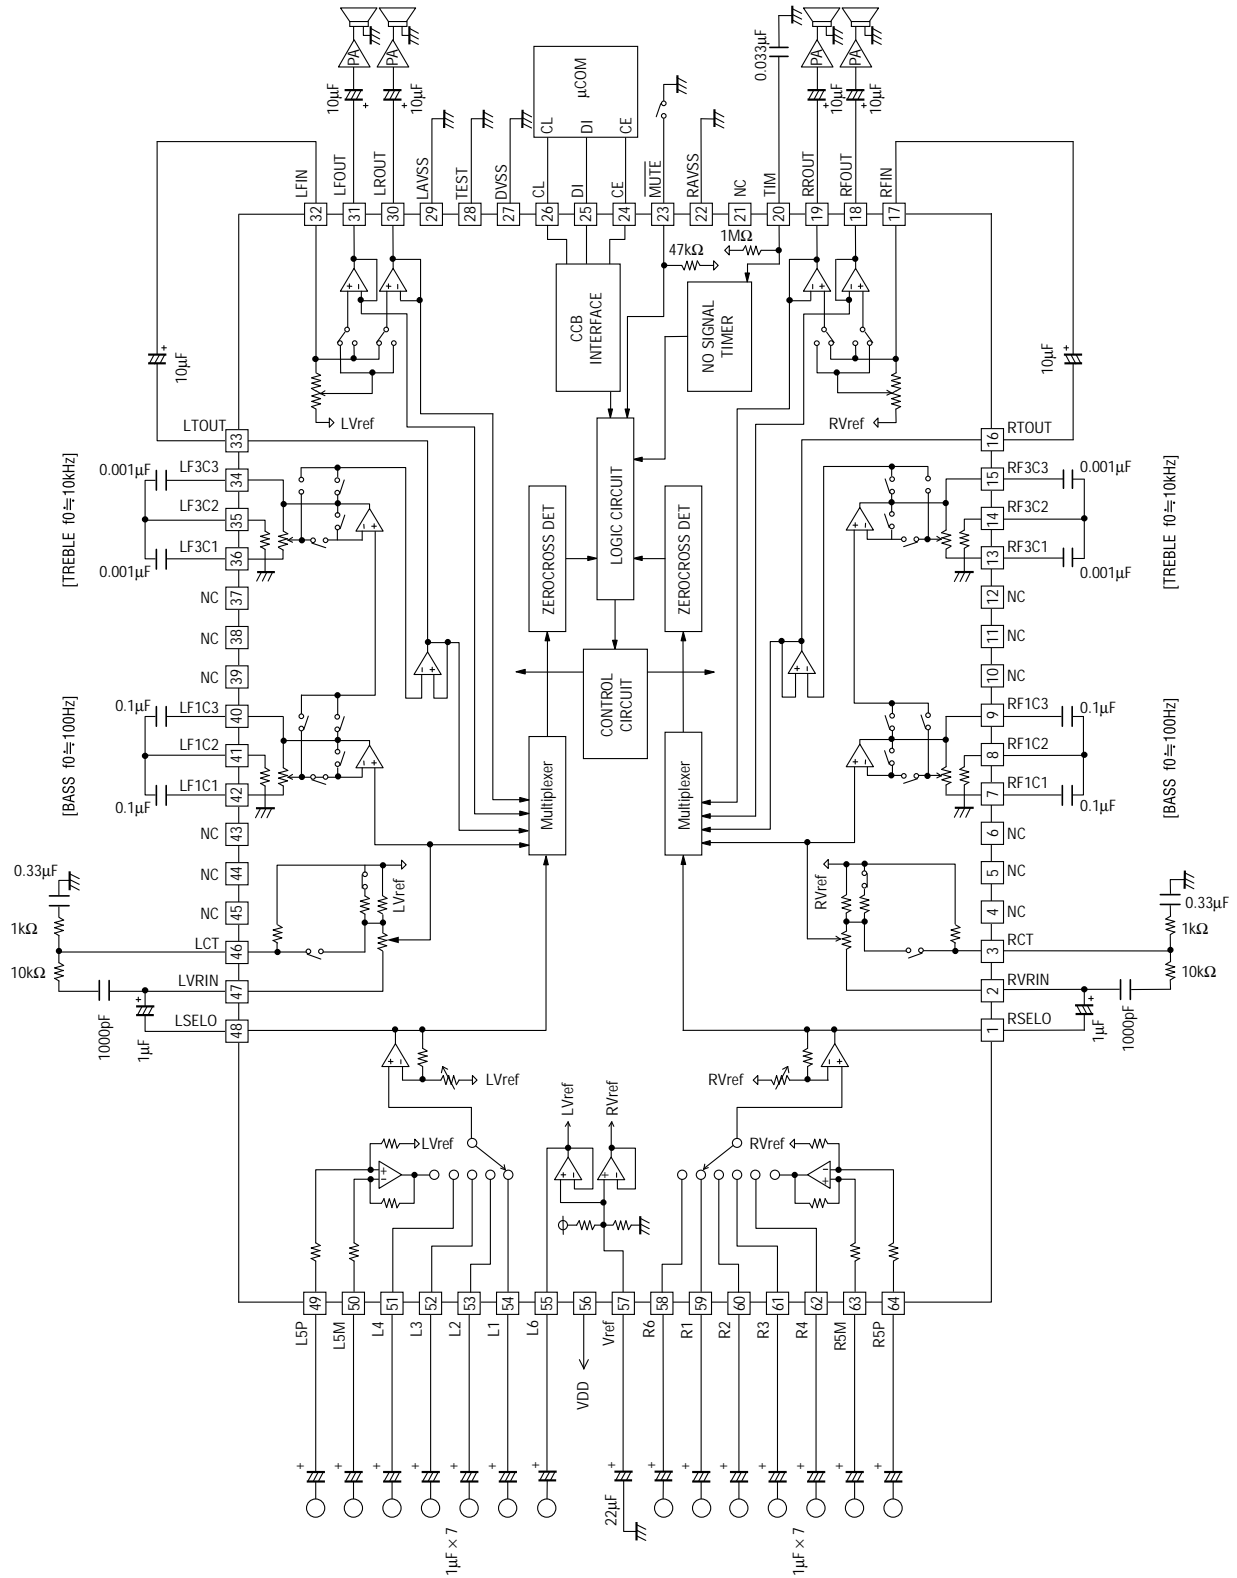 10µF
PA
PA
10µF
0.033µF
10µF
PA
PA
10µF
µCOM
CL
DI
CE
LFIN
LFOUT
LROUT
LAVSS
TEST
DVSS
CL
DI
CE
MUTE
RAVSS
NC
TIM
RROUT
RFOUT
RFIN
32
31
30
29
28
27
26
25
24
23
22
21
20
19
18
17
47kΩ
1MΩ
CCB
INTERFACE
NO SIGNAL
TIMER
10µF
10µF
LVref
RVref
LOGIC CIRCUIT
ZEROCROSS DET
ZEROCROSS DET
CONTROL
CIRCUIT
Multiplexer
Multiplexer
[TREBLE f0≒10kHz]
LTOUT
33
0.001µF
LF3C3
34
LF3C2
35
0.001µF
LF3C1
36
NC
37
NC
38
NC
39
[BASS f0≒100Hz]
0.1µF
LF1C3
40
LF1C2
41
0.1µF
LF1C1
42
NC
43
NC
44
NC
45
0.33µF
1kΩ
LCT
46
10kΩ
LVRIN
47
LSELO
48
1000pF
1µF
LVref
16
RTOUT
[TREBLE f0≒10kHz]
15
RF3C3
0.001µF
14
RF3C2
13
RF3C1
0.001µF
12
NC
11
NC
10
NC
[BASS f0≒100Hz]
9
RF1C3
0.1µF
8
RF1C2
7
RF1C1
0.1µF
6
NC
5
NC
4
NC
0.33µF
1kΩ
3
RCT
10kΩ
2
RVRIN
1
RSELO
1µF
1000pF
RVref
LVref
RVref
LVref
RVref
LVref
RVref
49
50
51
52
53
54
55
56
57
58
59
60
61
62
63
64
L5P
L5M
L4
L3
L2
L1
L6
VDD
Vref
R6
R1
R2
R3
R4
R5M
R5P
1µF × 7
22µF
1µF × 7